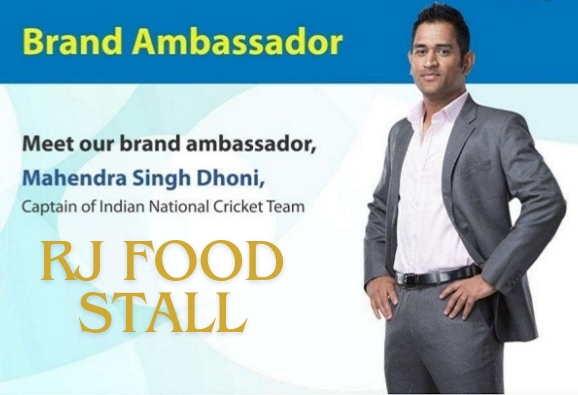 Brand Ambassador
Meet our brand ambassador,
Mahendra Singh Dhoni,
Captain of Indian National Cricket Team
RJ FOOD
STALL